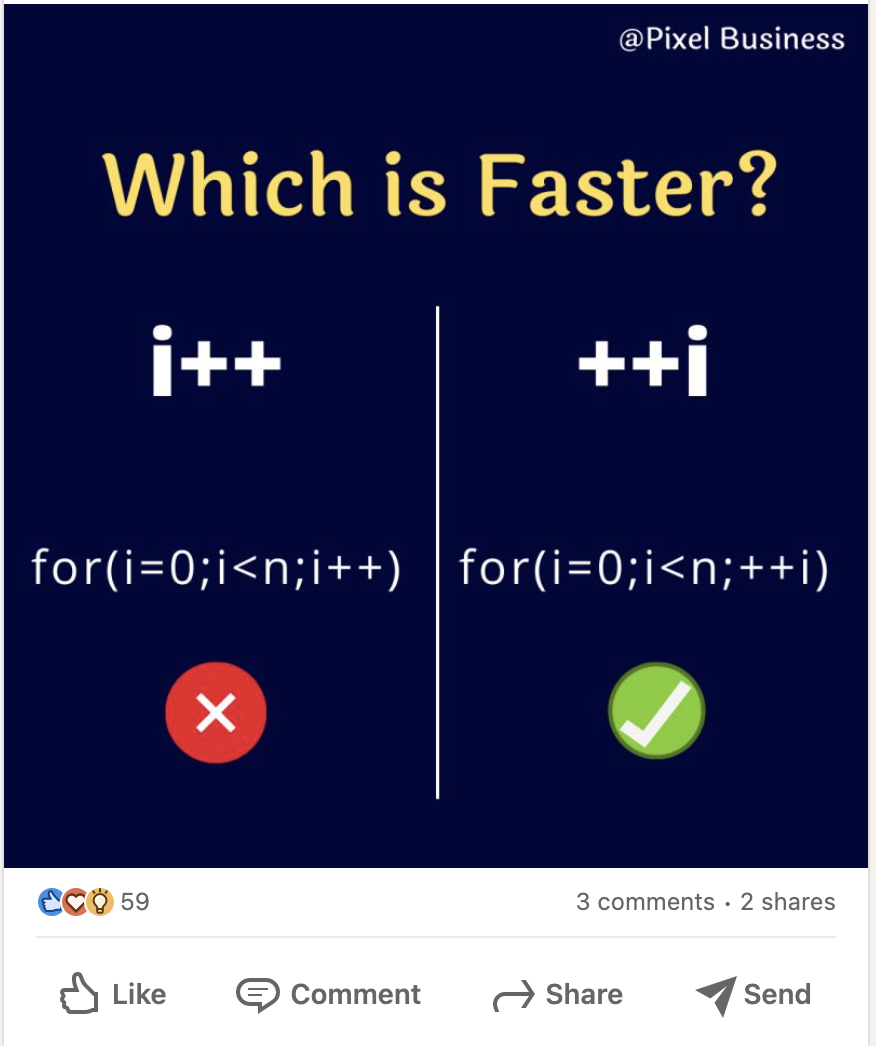 @Pixel Business
Which is Faster?
i++
++i
for(i=0;i<n;i++)
for(i=0;i<n;++i)
59
3 comments · 2 shares
Like
Comment
Share
Send